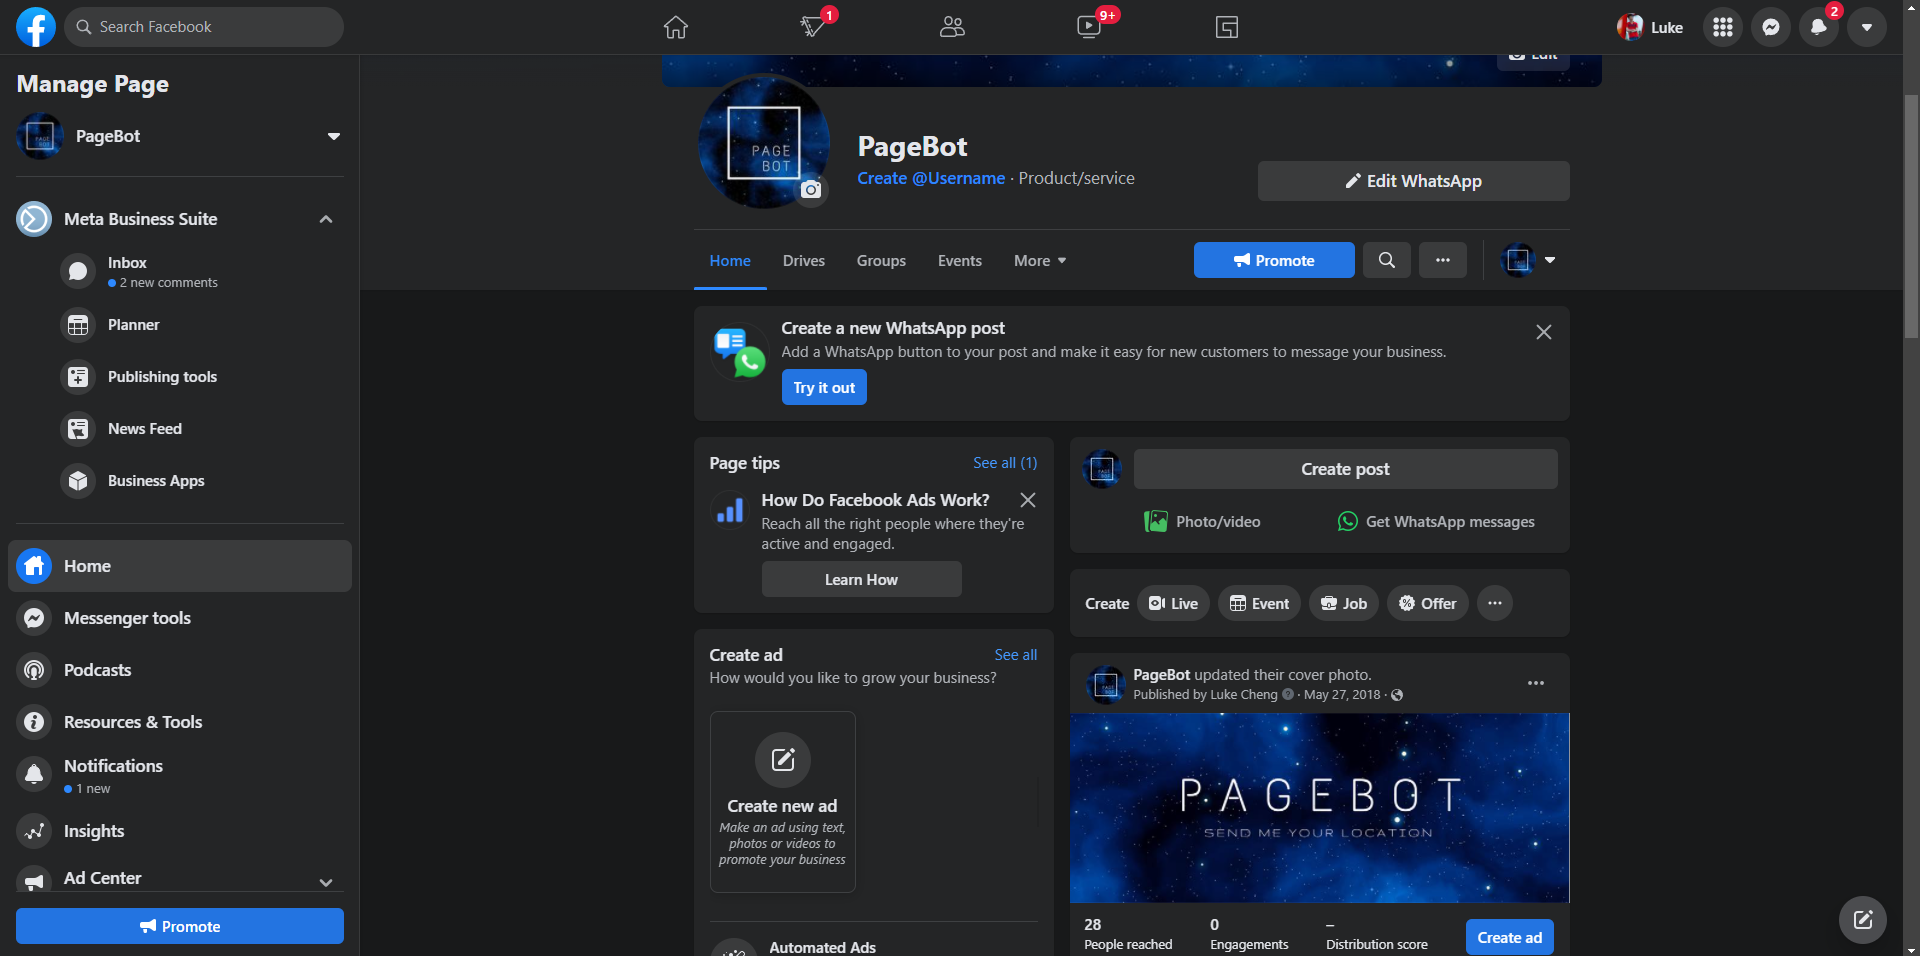 Search Facebook
1
9+
Luke
2
Manage Page
PageBot
Meta Business Suite
Inbox
2 new comments
Planner
Publishing tools
News Feed
Business Apps
Home
Messenger tools
Podcasts
Resources & Tools
Notifications
1 new
Insights
Ad Center
Promote
Edit
PAGE
BOT
PageBot
Create @Username · Product/service
Edit WhatsApp
Home
Drives
Groups
Events
More
Promote
Create a new WhatsApp post
Add a WhatsApp button to your post and make it easy for new customers to message your business.
Try it out
Page tips
See all (1)
How Do Facebook Ads Work?
Reach all the right people where they're
active and engaged.
Learn How
Create ad
See all
How would you like to grow your business?
Create new ad
Make an ad using text,
photos or videos to
promote your business
Automated Ads
Create post
Photo/video
Get WhatsApp messages
Create
Live
Event
Job
Offer
PageBot updated their cover photo.
Published by Luke Cheng · May 27, 2018 ·
PAGEBOT
SEND ME YOUR LOCATION
28
People reached
0
Engagements
–
Distribution score
Create ad